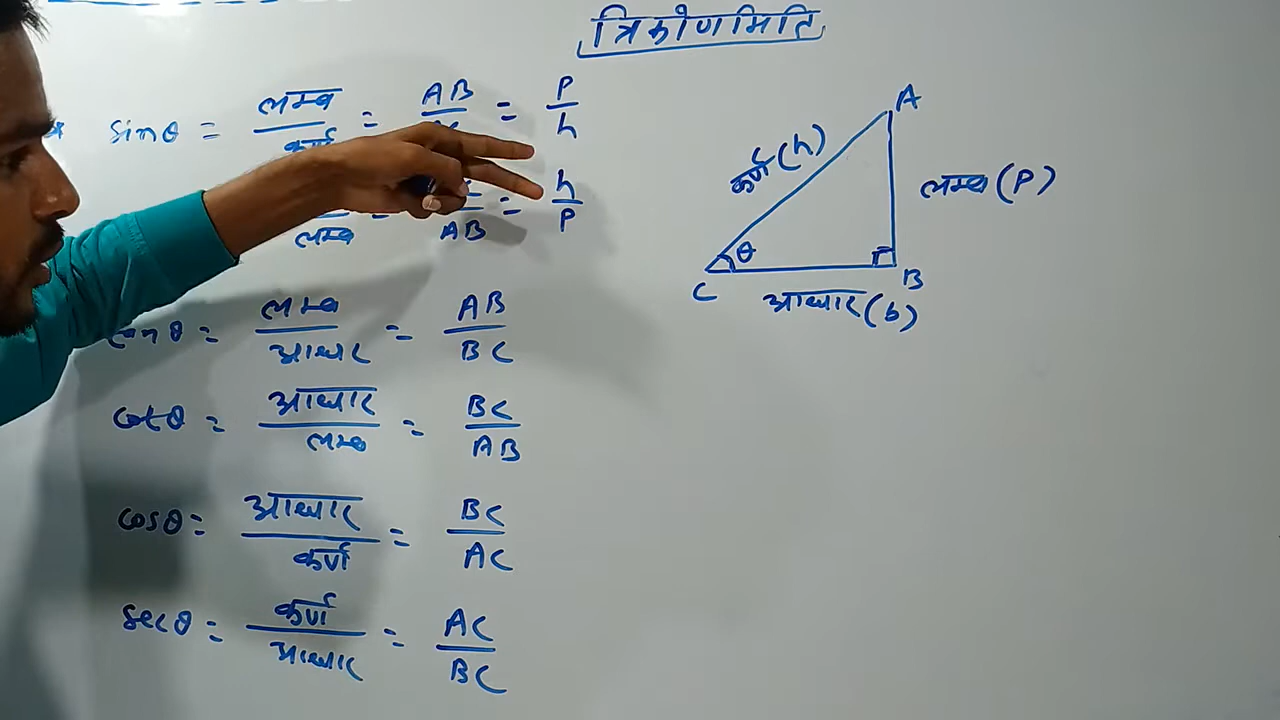 त्रिकोणमिति
sinθ = लम्ब / कर्ण = AB / = P / h
लम्ब = AB = h / P
tanθ = लम्ब / आधार = AB / BC
cotθ = आधार / लम्ब = BC / AB
cosθ = आधार / कर्ण = BC / AC
secθ = कर्ण / आधार = AC / BC
A
कर्ण (h)
लम्ब (P)
θ
C
B
आधार (b)